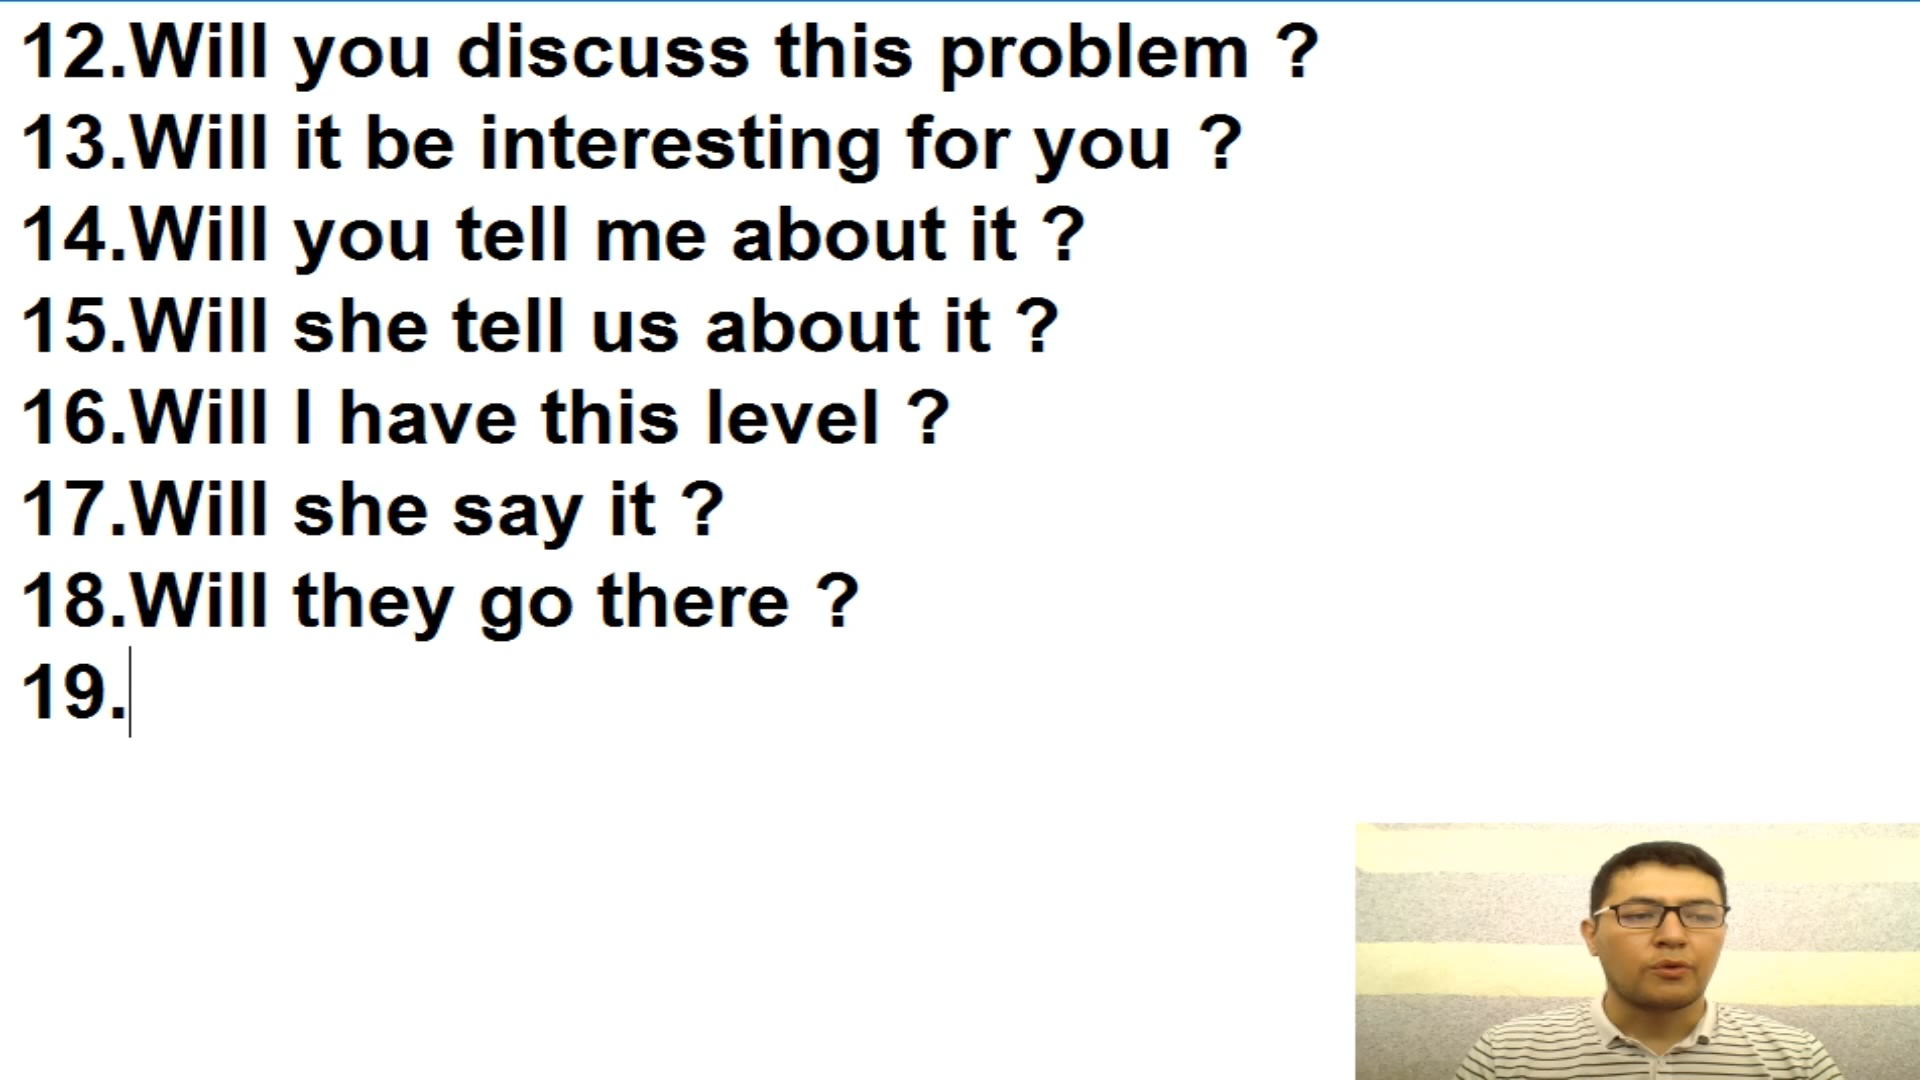 12.Will you discuss this problem ?
13.Will it be interesting for you ?
14.Will you tell me about it ?
15.Will she tell us about it ?
16.Will I have this level ?
17.Will she say it ?
18.Will they go there ?
19.